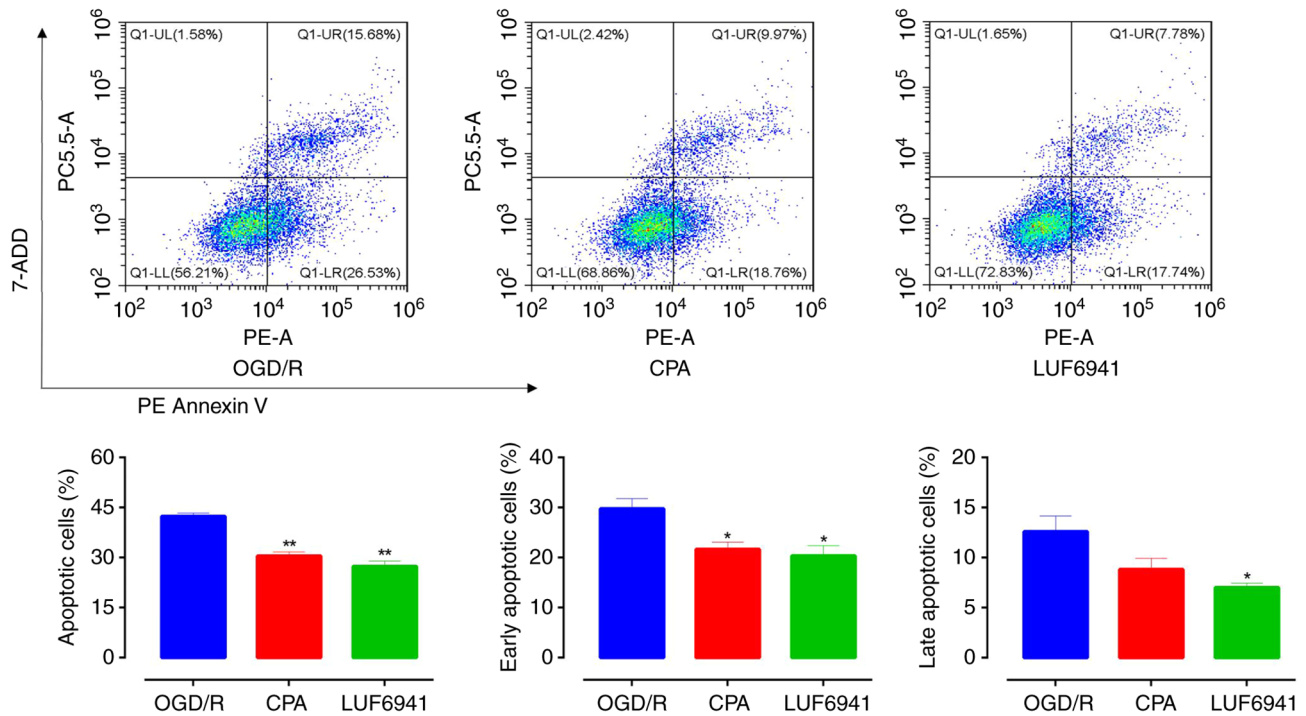 7-ADD
PC5.5-A
10^6
10^5
10^4
10^3
10^2
Q1-UL(1.58%) Q1-UR(15.68%)
Q1-LL(56.21%) Q1-LR(26.53%)
10^2 10^3 10^4 10^5 10^6
PE-A
OGD/R
PC5.5-A
10^6
10^5
10^4
10^3
10^2
Q1-UL(2.42%) Q1-UR(9.97%)
Q1-LL(68.86%) Q1-LR(18.76%)
10^2 10^3 10^4 10^5 10^6
PE-A
CPA
PC5.5-A
10^6
10^5
10^4
10^3
10^2
Q1-UL(1.65%) Q1-UR(7.78%)
Q1-LL(72.83%) Q1-LR(17.74%)
10^2 10^3 10^4 10^5 10^6
PE-A
LUF6941
PE Annexin V
Apoptotic cells (%)
60
45
30
15
0
** **
OGD/R CPA LUF6941
Early apoptotic cells (%)
40
30
20
10
0
* *
OGD/R CPA LUF6941
Late apoptotic cells (%)
20
15
10
5
0
*
OGD/R CPA LUF6941